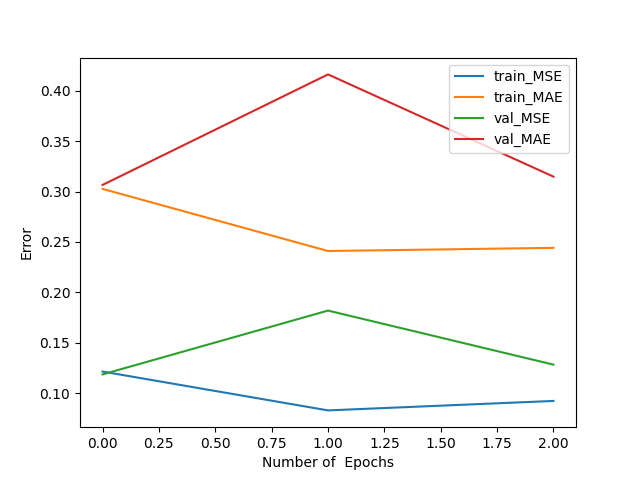 train_MSE
train_MAE
val_MSE
val_MAE
0.40
0.35
0.30
0.25
0.20
0.15
0.10
Error
0.00 0.25 0.50 0.75 1.00 1.25 1.50 1.75 2.00
Number of  Epochs